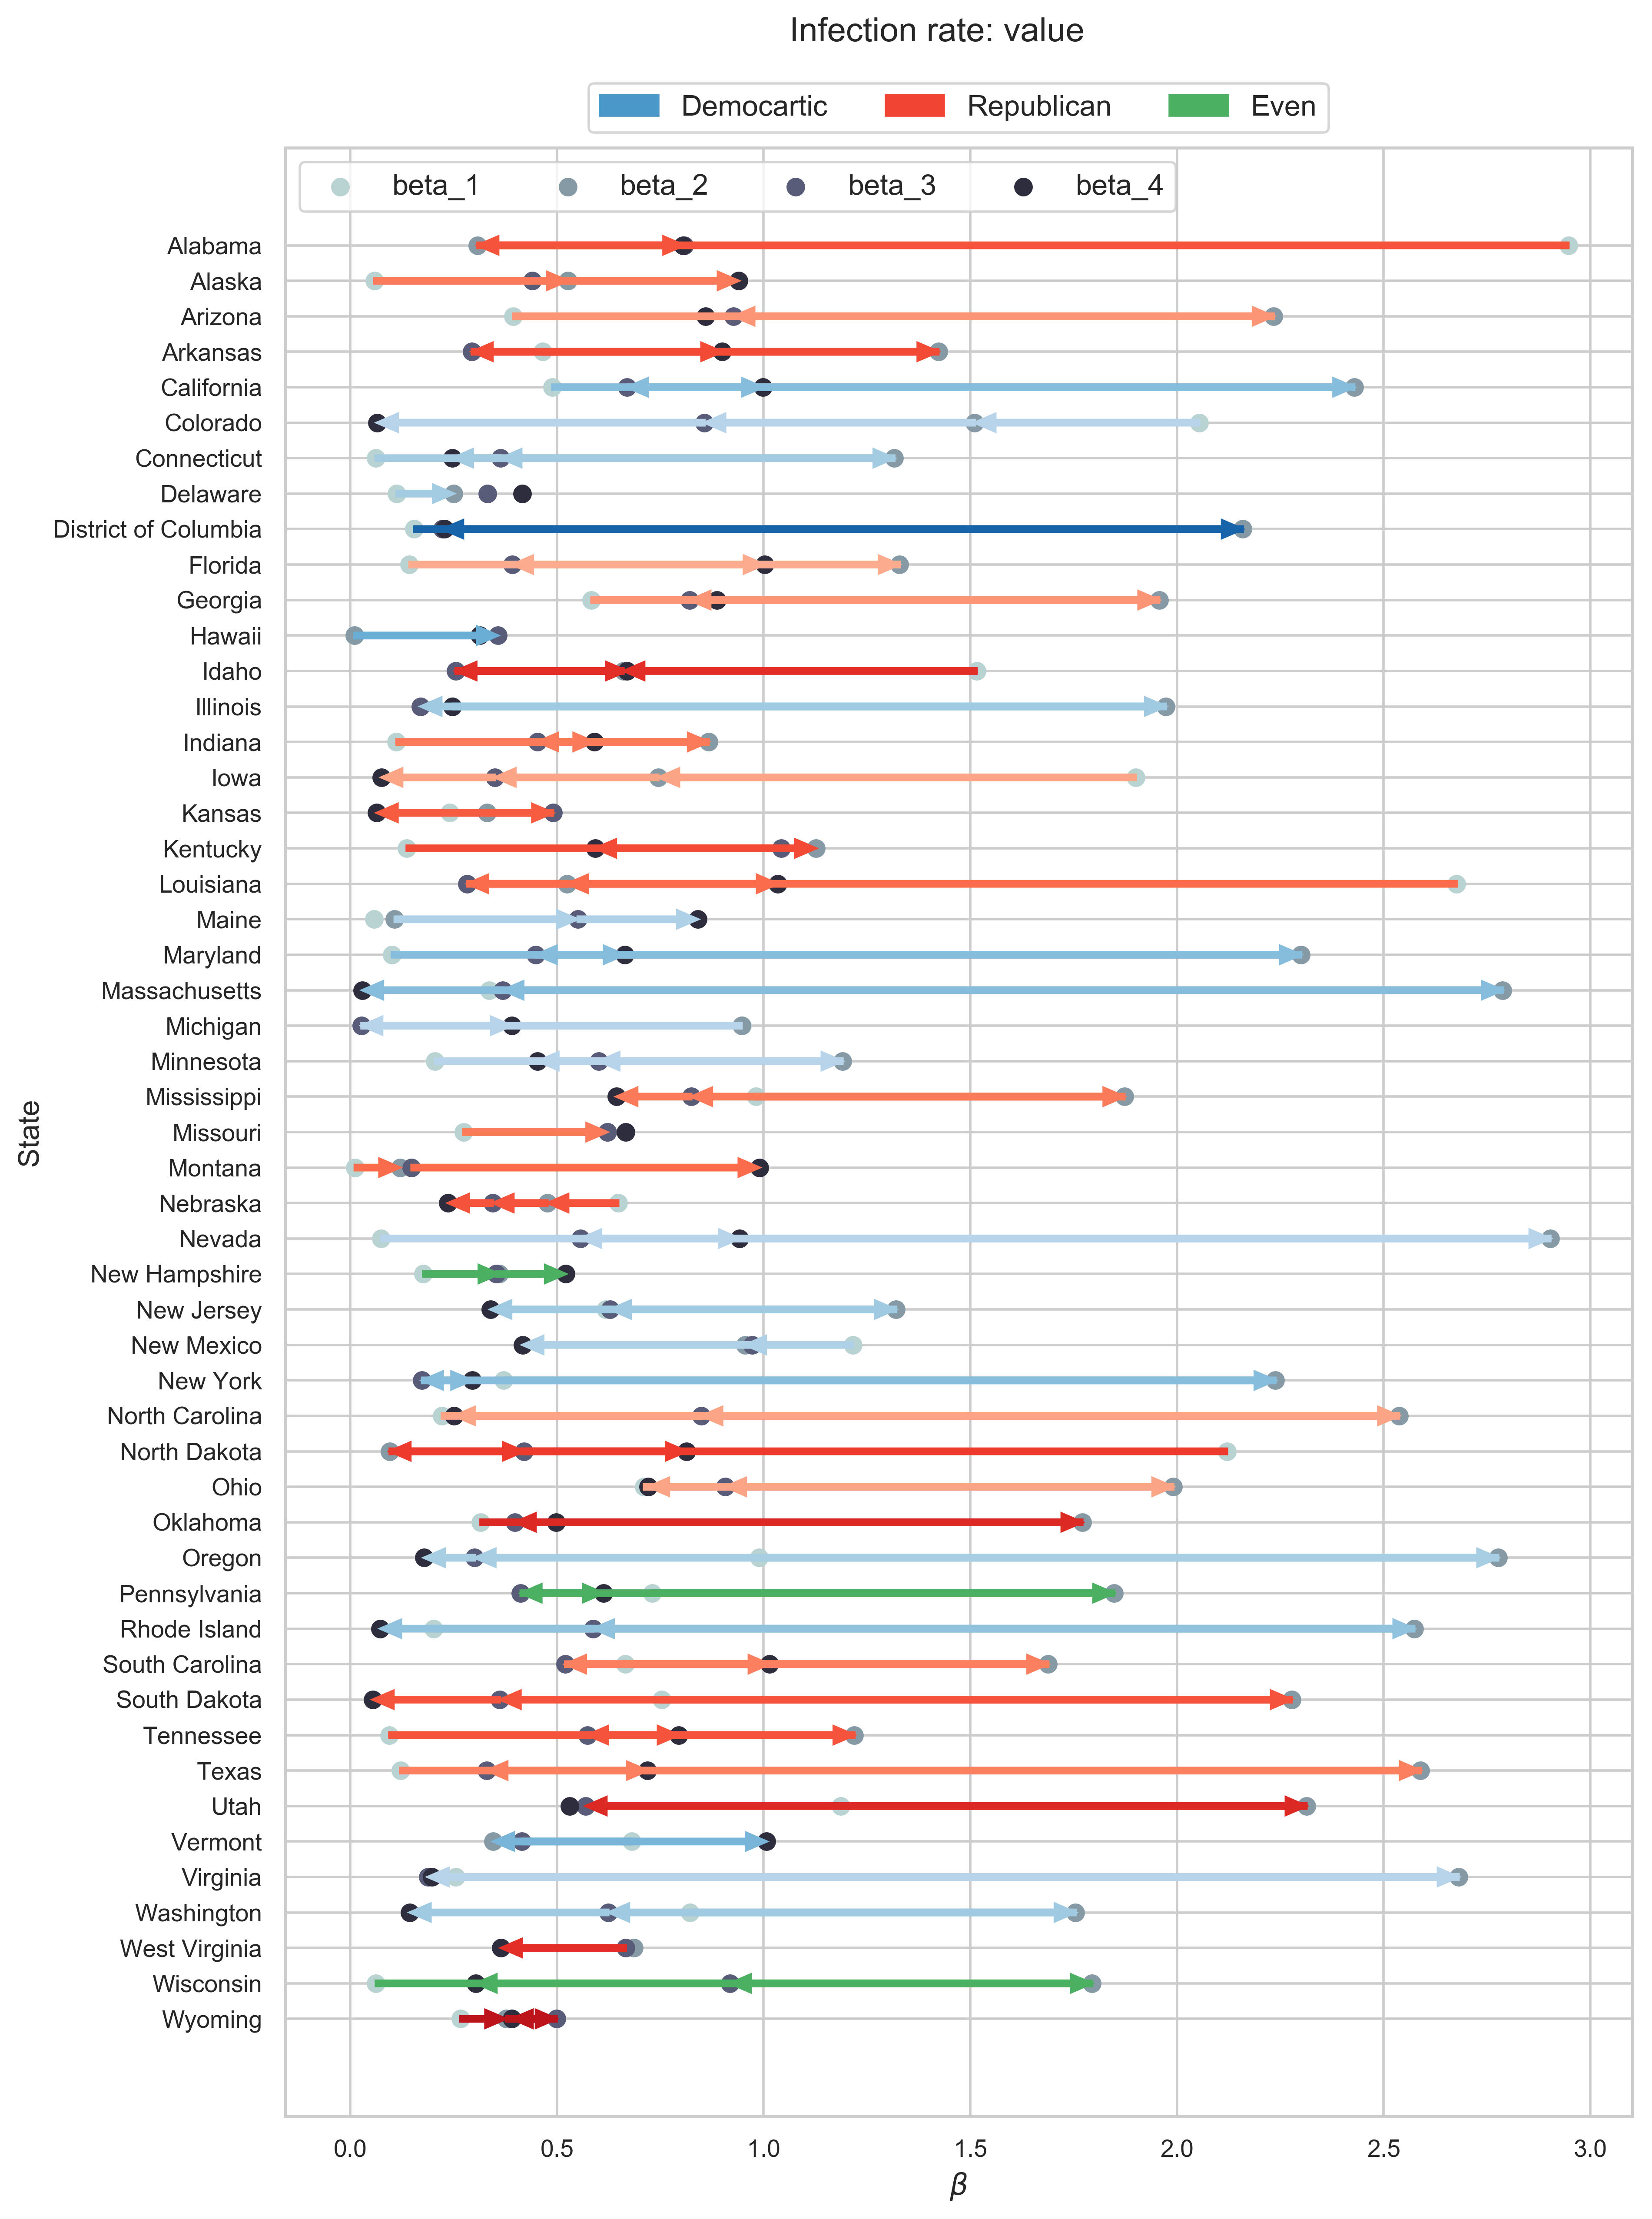 Infection rate: value
Democartic Republican Even
beta_1 beta_2 beta_3 beta_4
Alabama
Alaska
Arizona
Arkansas
California
Colorado
Connecticut
Delaware
District of Columbia
Florida
Georgia
Hawaii
Idaho
Illinois
Indiana
Iowa
Kansas
Kentucky
Louisiana
Maine
Maryland
Massachusetts
Michigan
Minnesota
Mississippi
Missouri
Montana
Nebraska
Nevada
New Hampshire
New Jersey
New Mexico
New York
North Carolina
North Dakota
Ohio
Oklahoma
Oregon
Pennsylvania
Rhode Island
South Carolina
South Dakota
Tennessee
Texas
Utah
Vermont
Virginia
Washington
West Virginia
Wisconsin
Wyoming
State
0.0 0.5 1.0 1.5 2.0 2.5 3.0
β